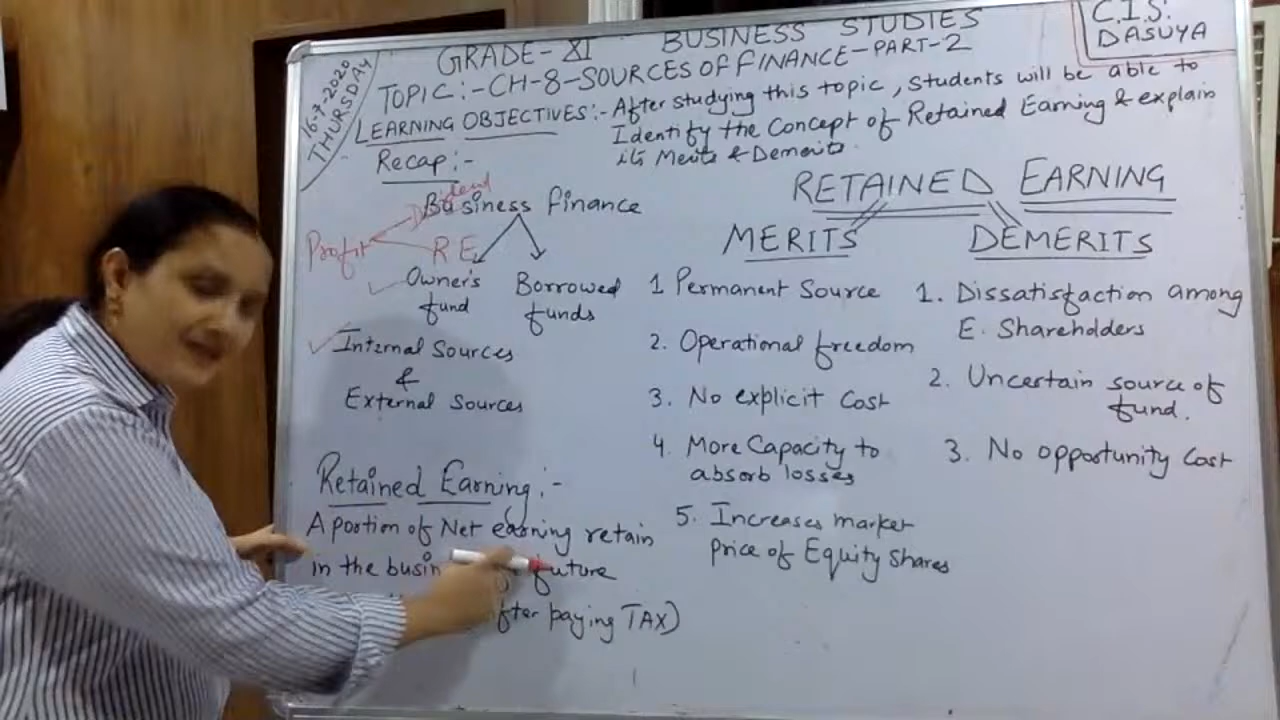 16-7-2020
THURSDAY
C.I.S.
DASUYA
GRADE-XI BUSINESS STUDIES
TOPIC:-CH-8-SOURCES OF FINANCE-PART-2
LEARNING OBJECTIVES:- After studying this topic, Students will be able to
Identify the Concept of Retained Earning & explain
its Merits & Demerits.
Recap:-
Business finance
Profit
Dividend
R E
Owner's
fund
Borrowed
funds
Internal Sources
&
External Sources
Retained Earning:-
A portion of Net earning retain
in the future
after paying TAX)
RETAINED EARNING
MERITS
1 Permanent Source
2. Operational freedom
3. No explicit Cost
4. More Capacity to
absorb losses
5. Increases market
price of Equity shares
DEMERITS
1. Dissatisfaction among
E. Shareholders
2. Uncertain source of
fund.
3. No opportunity Cost